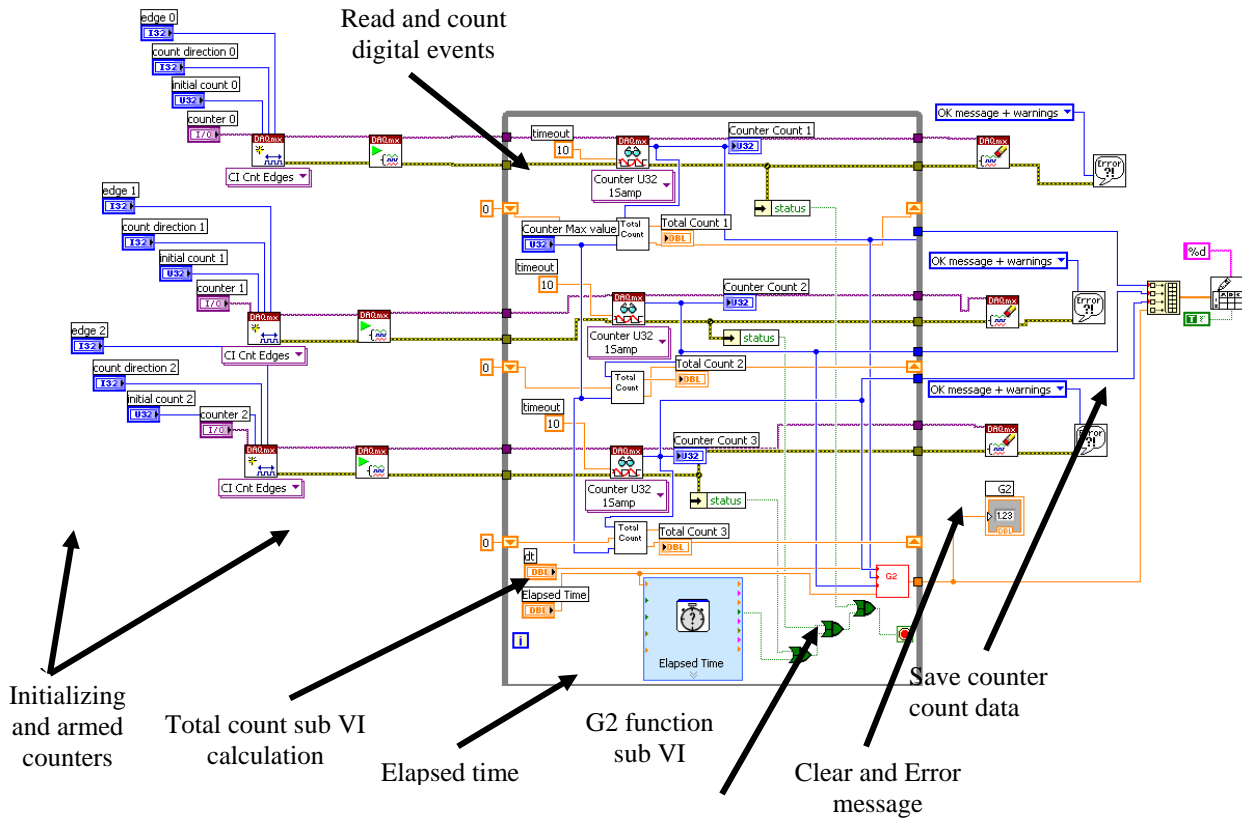 edge 0
I32
count direction 0
I32
initial count 0
U32
counter 0
I/O
DAQmx
CI Cnt Edges
DAQmx
Read and count
digital events
timeout
10
DAQmx
Counter U32
1Samp
Counter Count 1
U32
status
0
Counter Max value
U32
Total
Count
Total Count 1
DBL
DAQmx
OK message + warnings
Error
?!
edge 1
I32
count direction 1
I32
initial count 1
U32
counter 1
I/O
DAQmx
CI Cnt Edges
DAQmx
timeout
10
DAQmx
Counter U32
1Samp
Counter Count 2
U32
status
0
Total
Count
Total Count 2
DBL
DAQmx
OK message + warnings
Error
?!
%d
T
edge 2
I32
count direction 2
I32
initial count 2
U32
counter 2
I/O
DAQmx
CI Cnt Edges
DAQmx
timeout
10
DAQmx
Counter U32
1Samp
Counter Count 3
U32
status
0
Total
Count
Total Count 3
DBL
DAQmx
OK message + warnings
Error
?!
G2
1.23
DBL
dt
DBL
Elapsed Time
DBL
i
?
Elapsed Time
G2
Initializing
and armed
counters
Total count sub VI
calculation
Elapsed time
G2 function
sub VI
Clear and Error
message
Save counter
count data